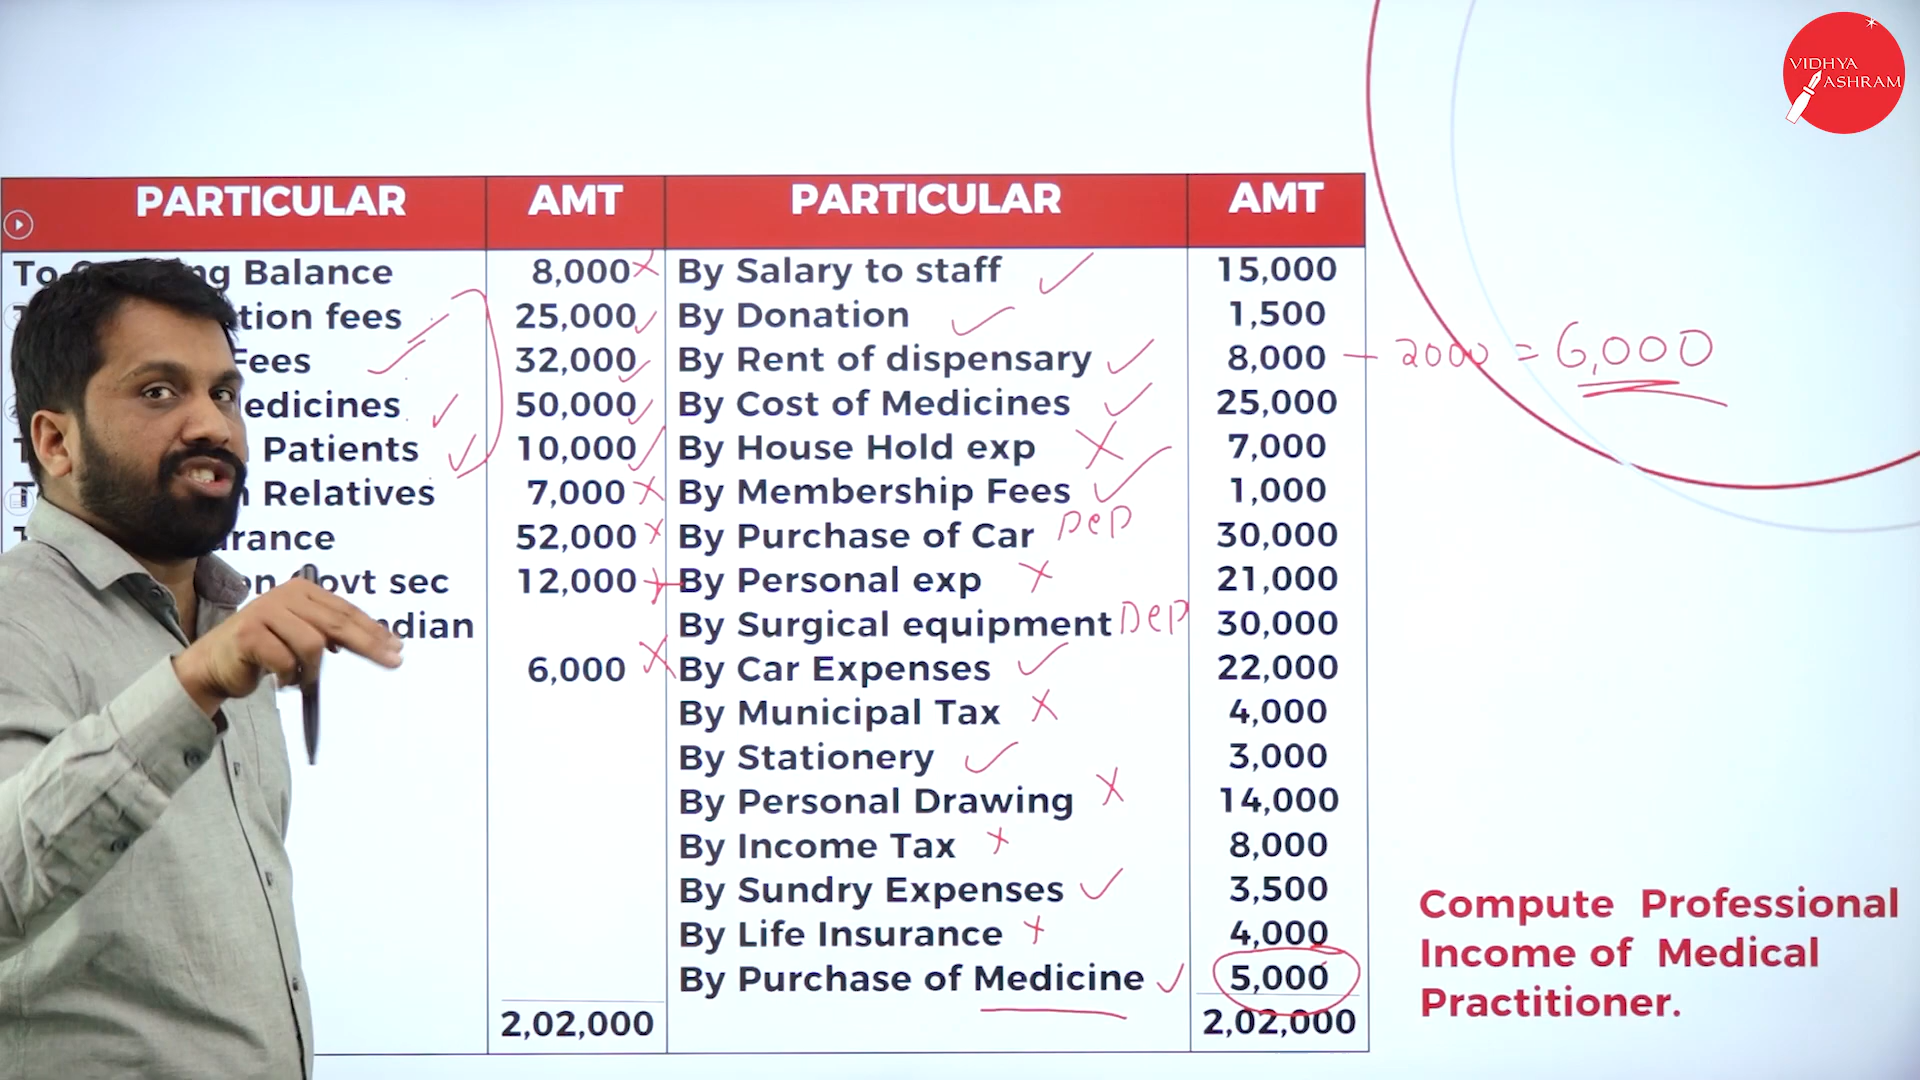 VIDHYA
ASHRAM
PARTICULAR AMT PARTICULAR AMT
Balance 8,000 x By Salary to staff ✓ 15,000
tion fees 25,000 ✓ By Donation ✓ 1,500
Fees ✓ 32,000 ✓ By Rent of dispensary ✓ 8,000 – 2000 = 6,000
edicines ✓ 50,000 ✓ By Cost of Medicines ✓ 25,000
Patients ✓ 10,000 ✓ By House Hold exp X 7,000
Relatives 7,000 x By Membership Fees ✓ 1,000
urance 52,000 x By Purchase of Car Dep 30,000
on Govt sec 12,000 x By Personal exp x 21,000
ndian By Surgical equipment Dep 30,000
6,000 x By Car Expenses ✓ 22,000
By Municipal Tax x 4,000
By Stationery ✓ 3,000
By Personal Drawing x 14,000
By Income Tax x 8,000
By Sundry Expenses ✓ 3,500
By Life Insurance x 4,000
By Purchase of Medicine ✓ 5,000
2,02,000 2,02,000
Compute Professional
Income of Medical
Practitioner.